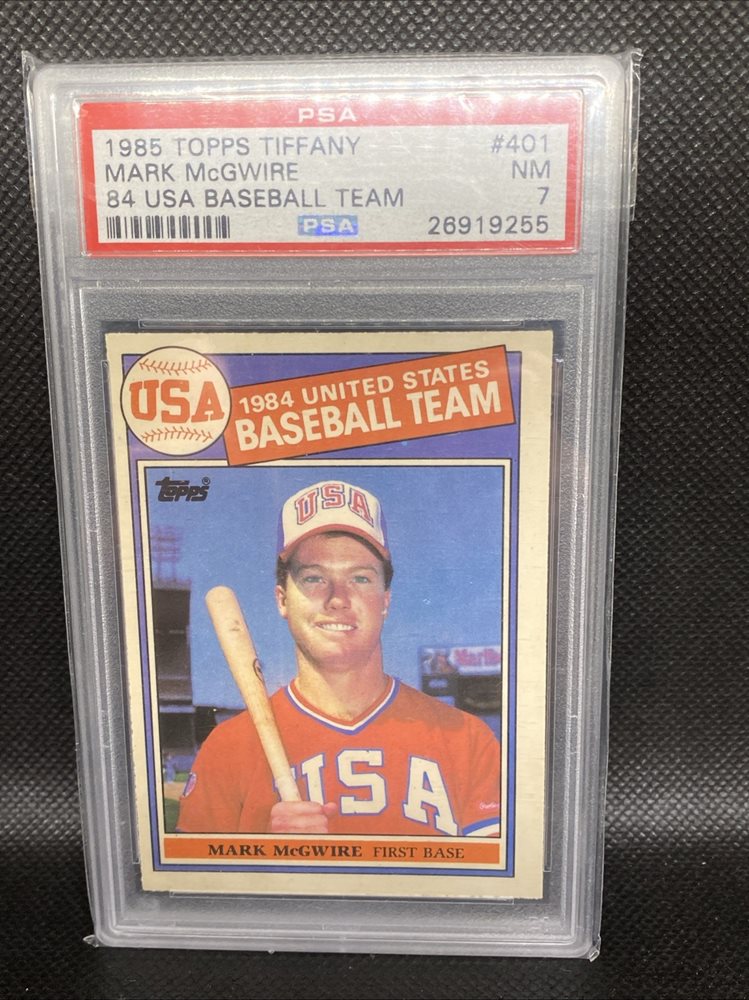 PSA
1985 TOPPS TIFFANY #401
MARK McGWIRE NM
84 USA BASEBALL TEAM 7
PSA 26919255
USA
1984 UNITED STATES
BASEBALL TEAM
topps®
USA
USA
MARK McGWIRE FIRST BASE